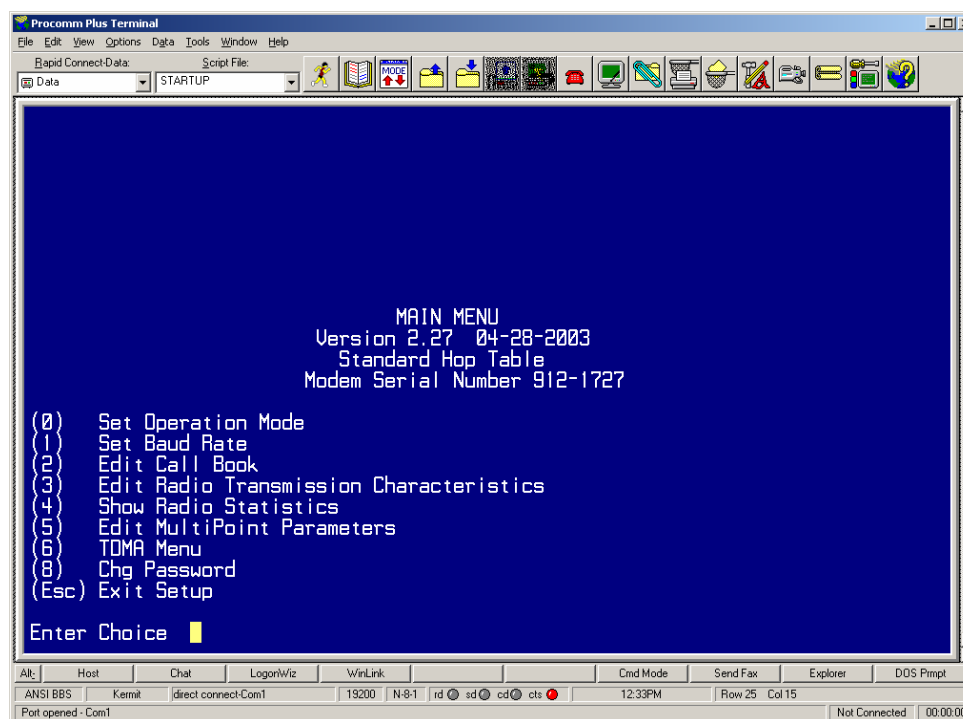 Procomm Plus Terminal
File Edit View Options Data Tools Window Help
Rapid Connect-Data: Script File:
Data STARTUP
MODE
MAIN MENU
Version 2.27 04-28-2003
Standard Hop Table
Modem Serial Number 912-1727
(0) Set Operation Mode
(1) Set Baud Rate
(2) Edit Call Book
(3) Edit Radio Transmission Characteristics
(4) Show Radio Statistics
(5) Edit MultiPoint Parameters
(6) TDMA Menu
(8) Chg Password
(Esc) Exit Setup
Enter Choice
Alt: Host Chat LogonWiz WinLink Cmd Mode Send Fax Explorer DOS Prmpt
ANSI BBS Kermit direct connect-Com1 19200 N-8-1 rd sd cd cts 12:33PM Row 25 Col 15
Port opened - Com1 Not Connected 00:00:00